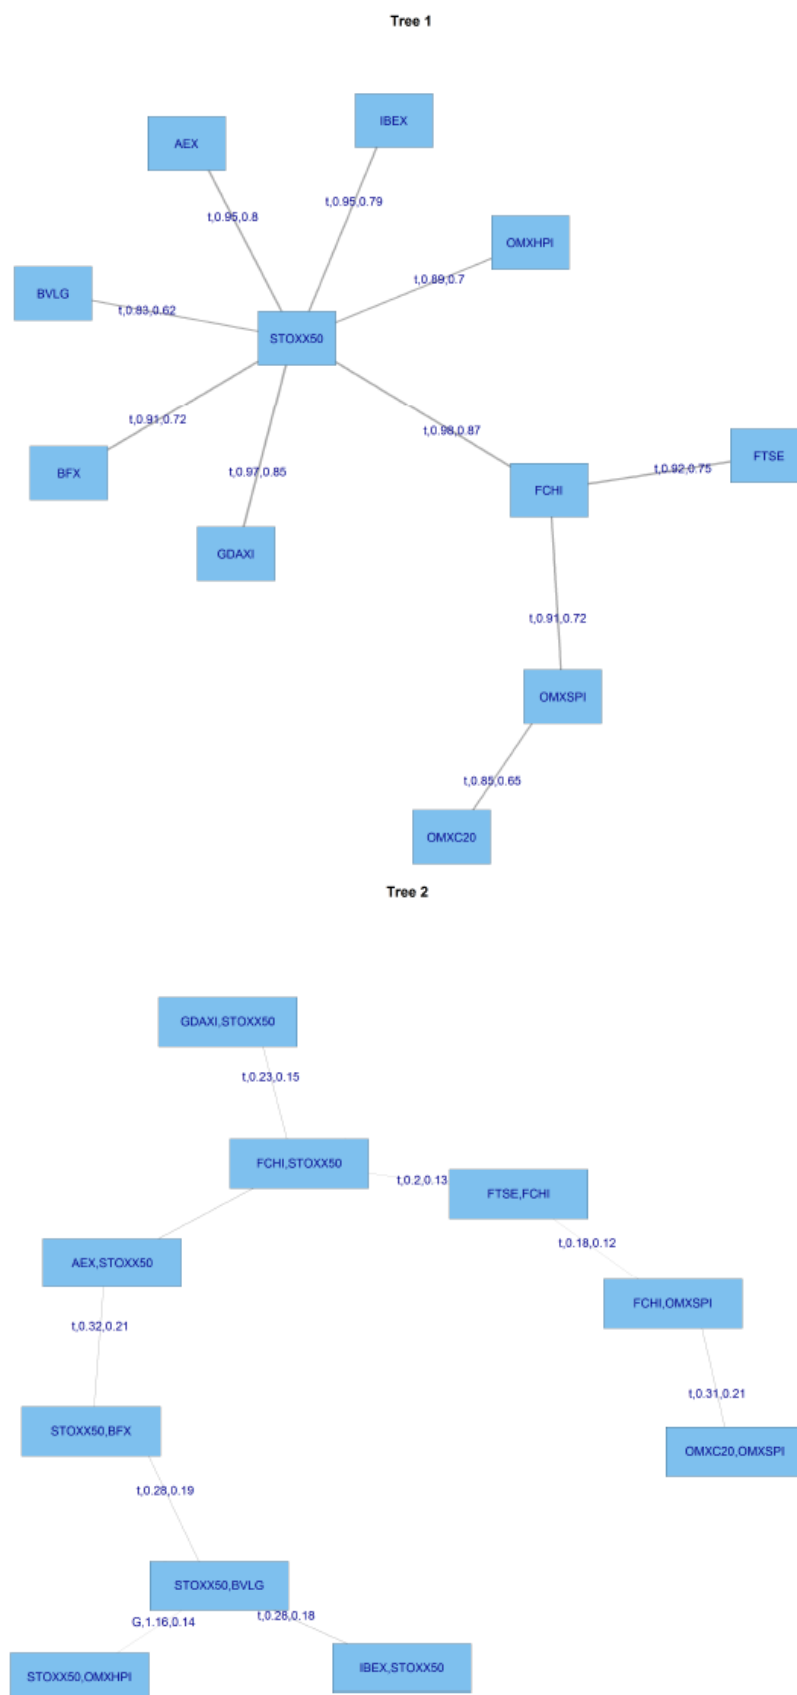 Tree 1
IBEX
AEX
t,0.95,0.79
t,0.95,0.8
OMXHPI
t,0.89,0.7
BVLG
t,0.83,0.62
STOXX50
t,0.91,0.72
t,0.98,0.87
FTSE
t,0.92,0.75
BFX
t,0.97,0.85
FCHI
GDAXI
t,0.91,0.72
OMXSPI
t,0.85,0.65
OMXC20
Tree 2
GDAXI,STOXX50
t,0.23,0.15
FCHI,STOXX50
t,0.2,0.13
FTSE,FCHI
t,0.18,0.12
AEX,STOXX50
FCHI,OMXSPI
t,0.32,0.21
t,0.31,0.21
STOXX50,BFX
OMXC20,OMXSPI
t,0.28,0.19
STOXX50,BVLG
G,1.16,0.14
t,0.28,0.18
STOXX50,OMXHPI
IBEX,STOXX50